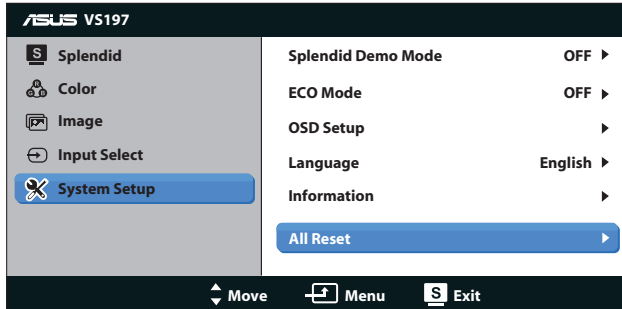 ASUS VS197
S Splendid
Color
Image
Input Select
System Setup
Splendid Demo Mode OFF
ECO Mode OFF
OSD Setup
Language English
Information
All Reset
Move Menu S Exit